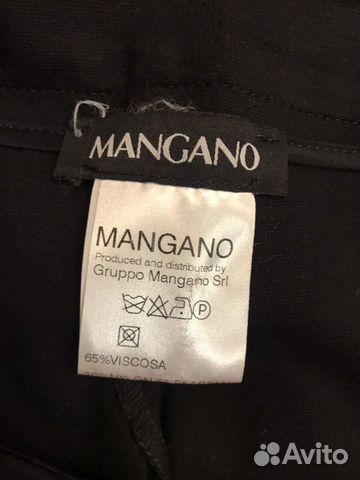 MANGANO
MANGANO
Produced and distributed by
Gruppo Mangano Srl
P
65%VISCOSA
Avito